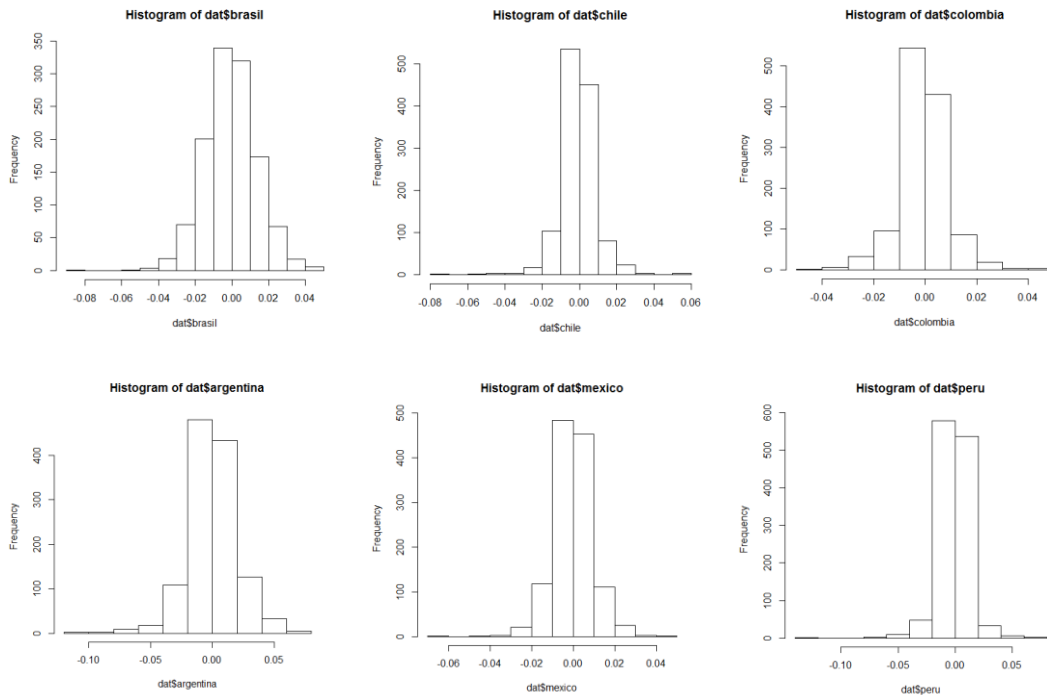 Histogram of dat$brasil
Frequency
0 50 100 150 200 250 300 350
-0.08 -0.06 -0.04 -0.02 0.00 0.02 0.04
dat$brasil
Histogram of dat$chile
Frequency
0 100 200 300 400 500
-0.08 -0.06 -0.04 -0.02 0.00 0.02 0.04 0.06
dat$chile
Histogram of dat$colombia
Frequency
0 100 200 300 400 500
-0.04 -0.02 0.00 0.02 0.04
dat$colombia
Histogram of dat$argentina
Frequency
0 100 200 300 400
-0.10 -0.05 0.00 0.05
dat$argentina
Histogram of dat$mexico
Frequency
0 100 200 300 400 500
-0.06 -0.04 -0.02 0.00 0.02 0.04
dat$mexico
Histogram of dat$peru
Frequency
0 100 200 300 400 500 600
-0.10 -0.05 0.00 0.05
dat$peru